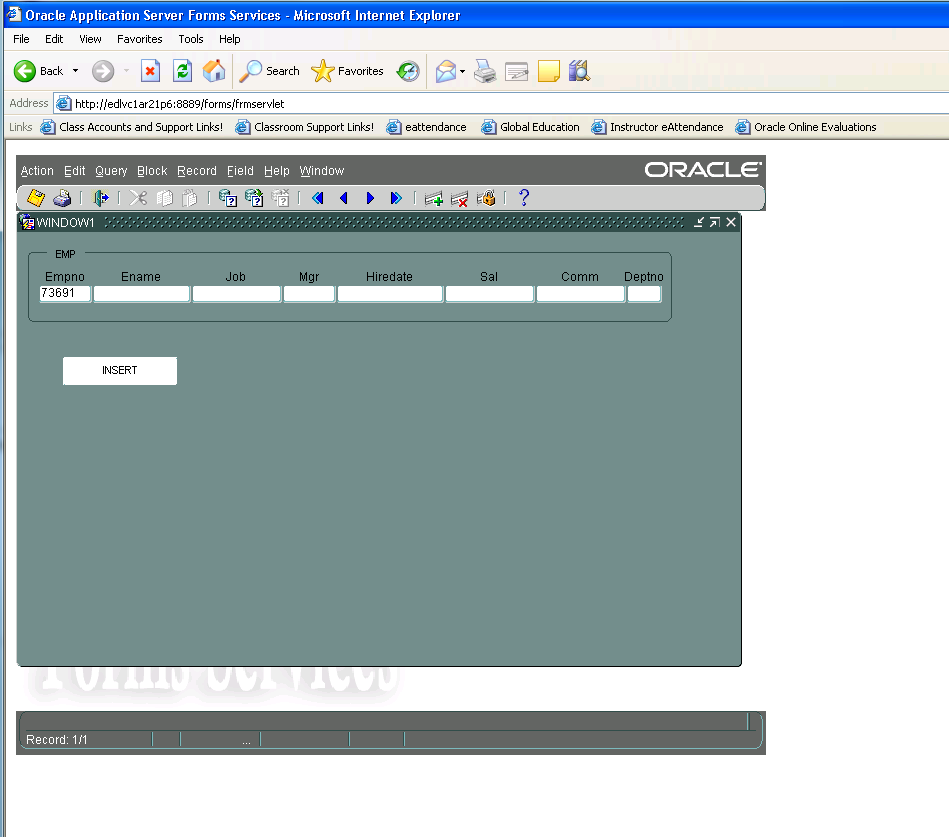 Oracle Application Server Forms Services - Microsoft Internet Explorer
File Edit View Favorites Tools Help
Back Search Favorites
Address http://edlvc1ar21p6:8889/forms/frmservlet
Links Class Accounts and Support Links! Classroom Support Links! eattendance Global Education Instructor eAttendance Oracle Online Evaluations
Action Edit Query Block Record Field Help Window ORACLE
?
WINDOW1
EMP
Empno Ename Job Mgr Hiredate Sal Comm Deptno
73691
INSERT
Forms Services
Record: 1/1 ...